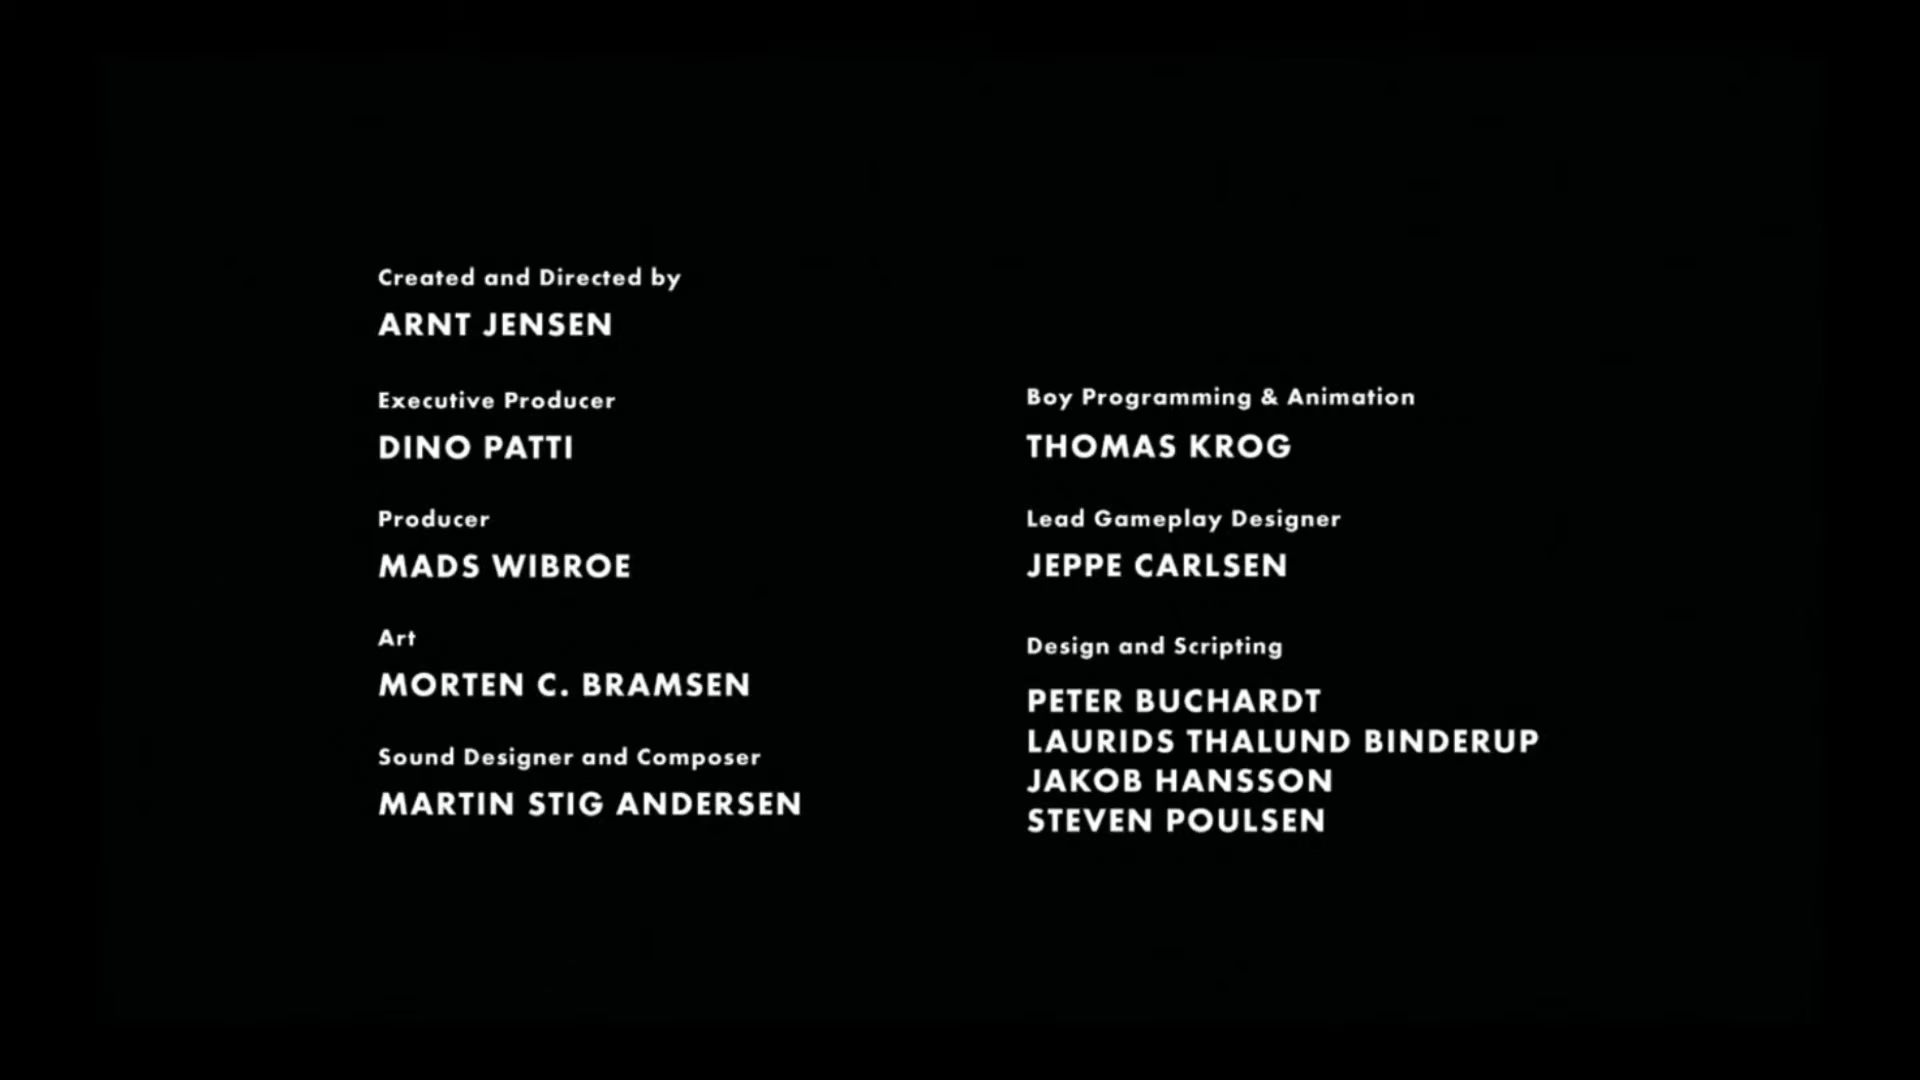 Created and Directed by
ARNT JENSEN
Executive Producer
DINO PATTI
Producer
MADS WIBROE
Art
MORTEN C. BRAMSEN
Sound Designer and Composer
MARTIN STIG ANDERSEN
Boy Programming & Animation
THOMAS KROG
Lead Gameplay Designer
JEPPE CARLSEN
Design and Scripting
PETER BUCHARDT
LAURIDS THALUND BINDERUP
JAKOB HANSSON
STEVEN POULSEN